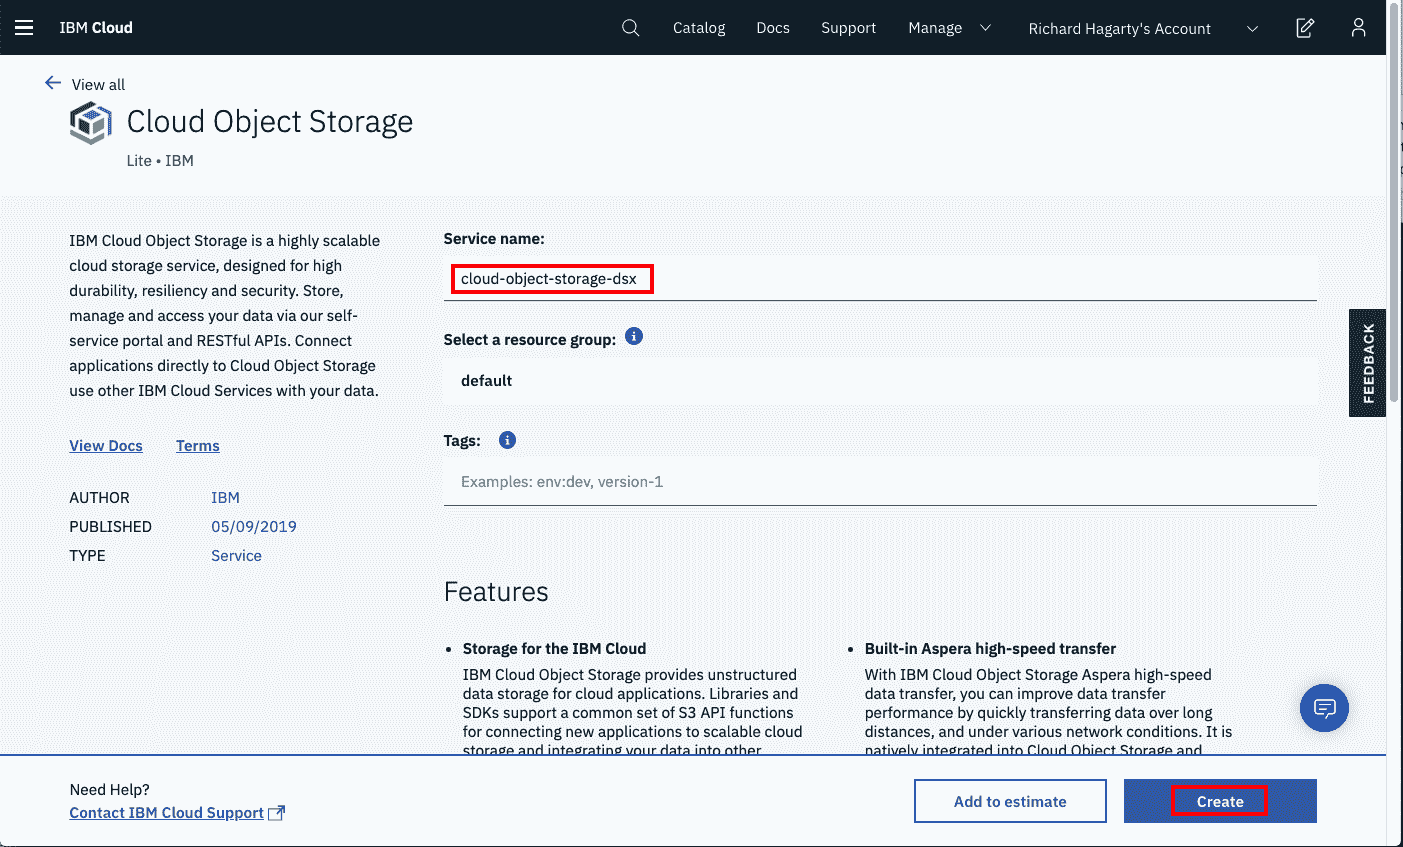 IBM Cloud
Catalog
Docs
Support
Manage
Richard Hagarty's Account
View all
Cloud Object Storage
Lite • IBM
IBM Cloud Object Storage is a highly scalable
cloud storage service, designed for high
durability, resiliency and security. Store,
manage and access your data via our self-
service portal and RESTful APIs. Connect
applications directly to Cloud Object Storage
use other IBM Cloud Services with your data.
View Docs
Terms
AUTHOR IBM
PUBLISHED 05/09/2019
TYPE Service
Service name:
cloud-object-storage-dsx
Select a resource group:
default
Tags:
Examples: env:dev, version-1
Features
• Storage for the IBM Cloud
IBM Cloud Object Storage provides unstructured
data storage for cloud applications. Libraries and
SDKs support a common set of S3 API functions
for connecting new applications to scalable cloud
storage and integrating your data into other
• Built-in Aspera high-speed transfer
With IBM Cloud Object Storage Aspera high-speed
data transfer, you can improve data transfer
performance by quickly transferring data over long
distances, and under various network conditions. It is
natively integrated into Cloud Object Storage and
FEEDBACK
Need Help?
Contact IBM Cloud Support
Add to estimate
Create